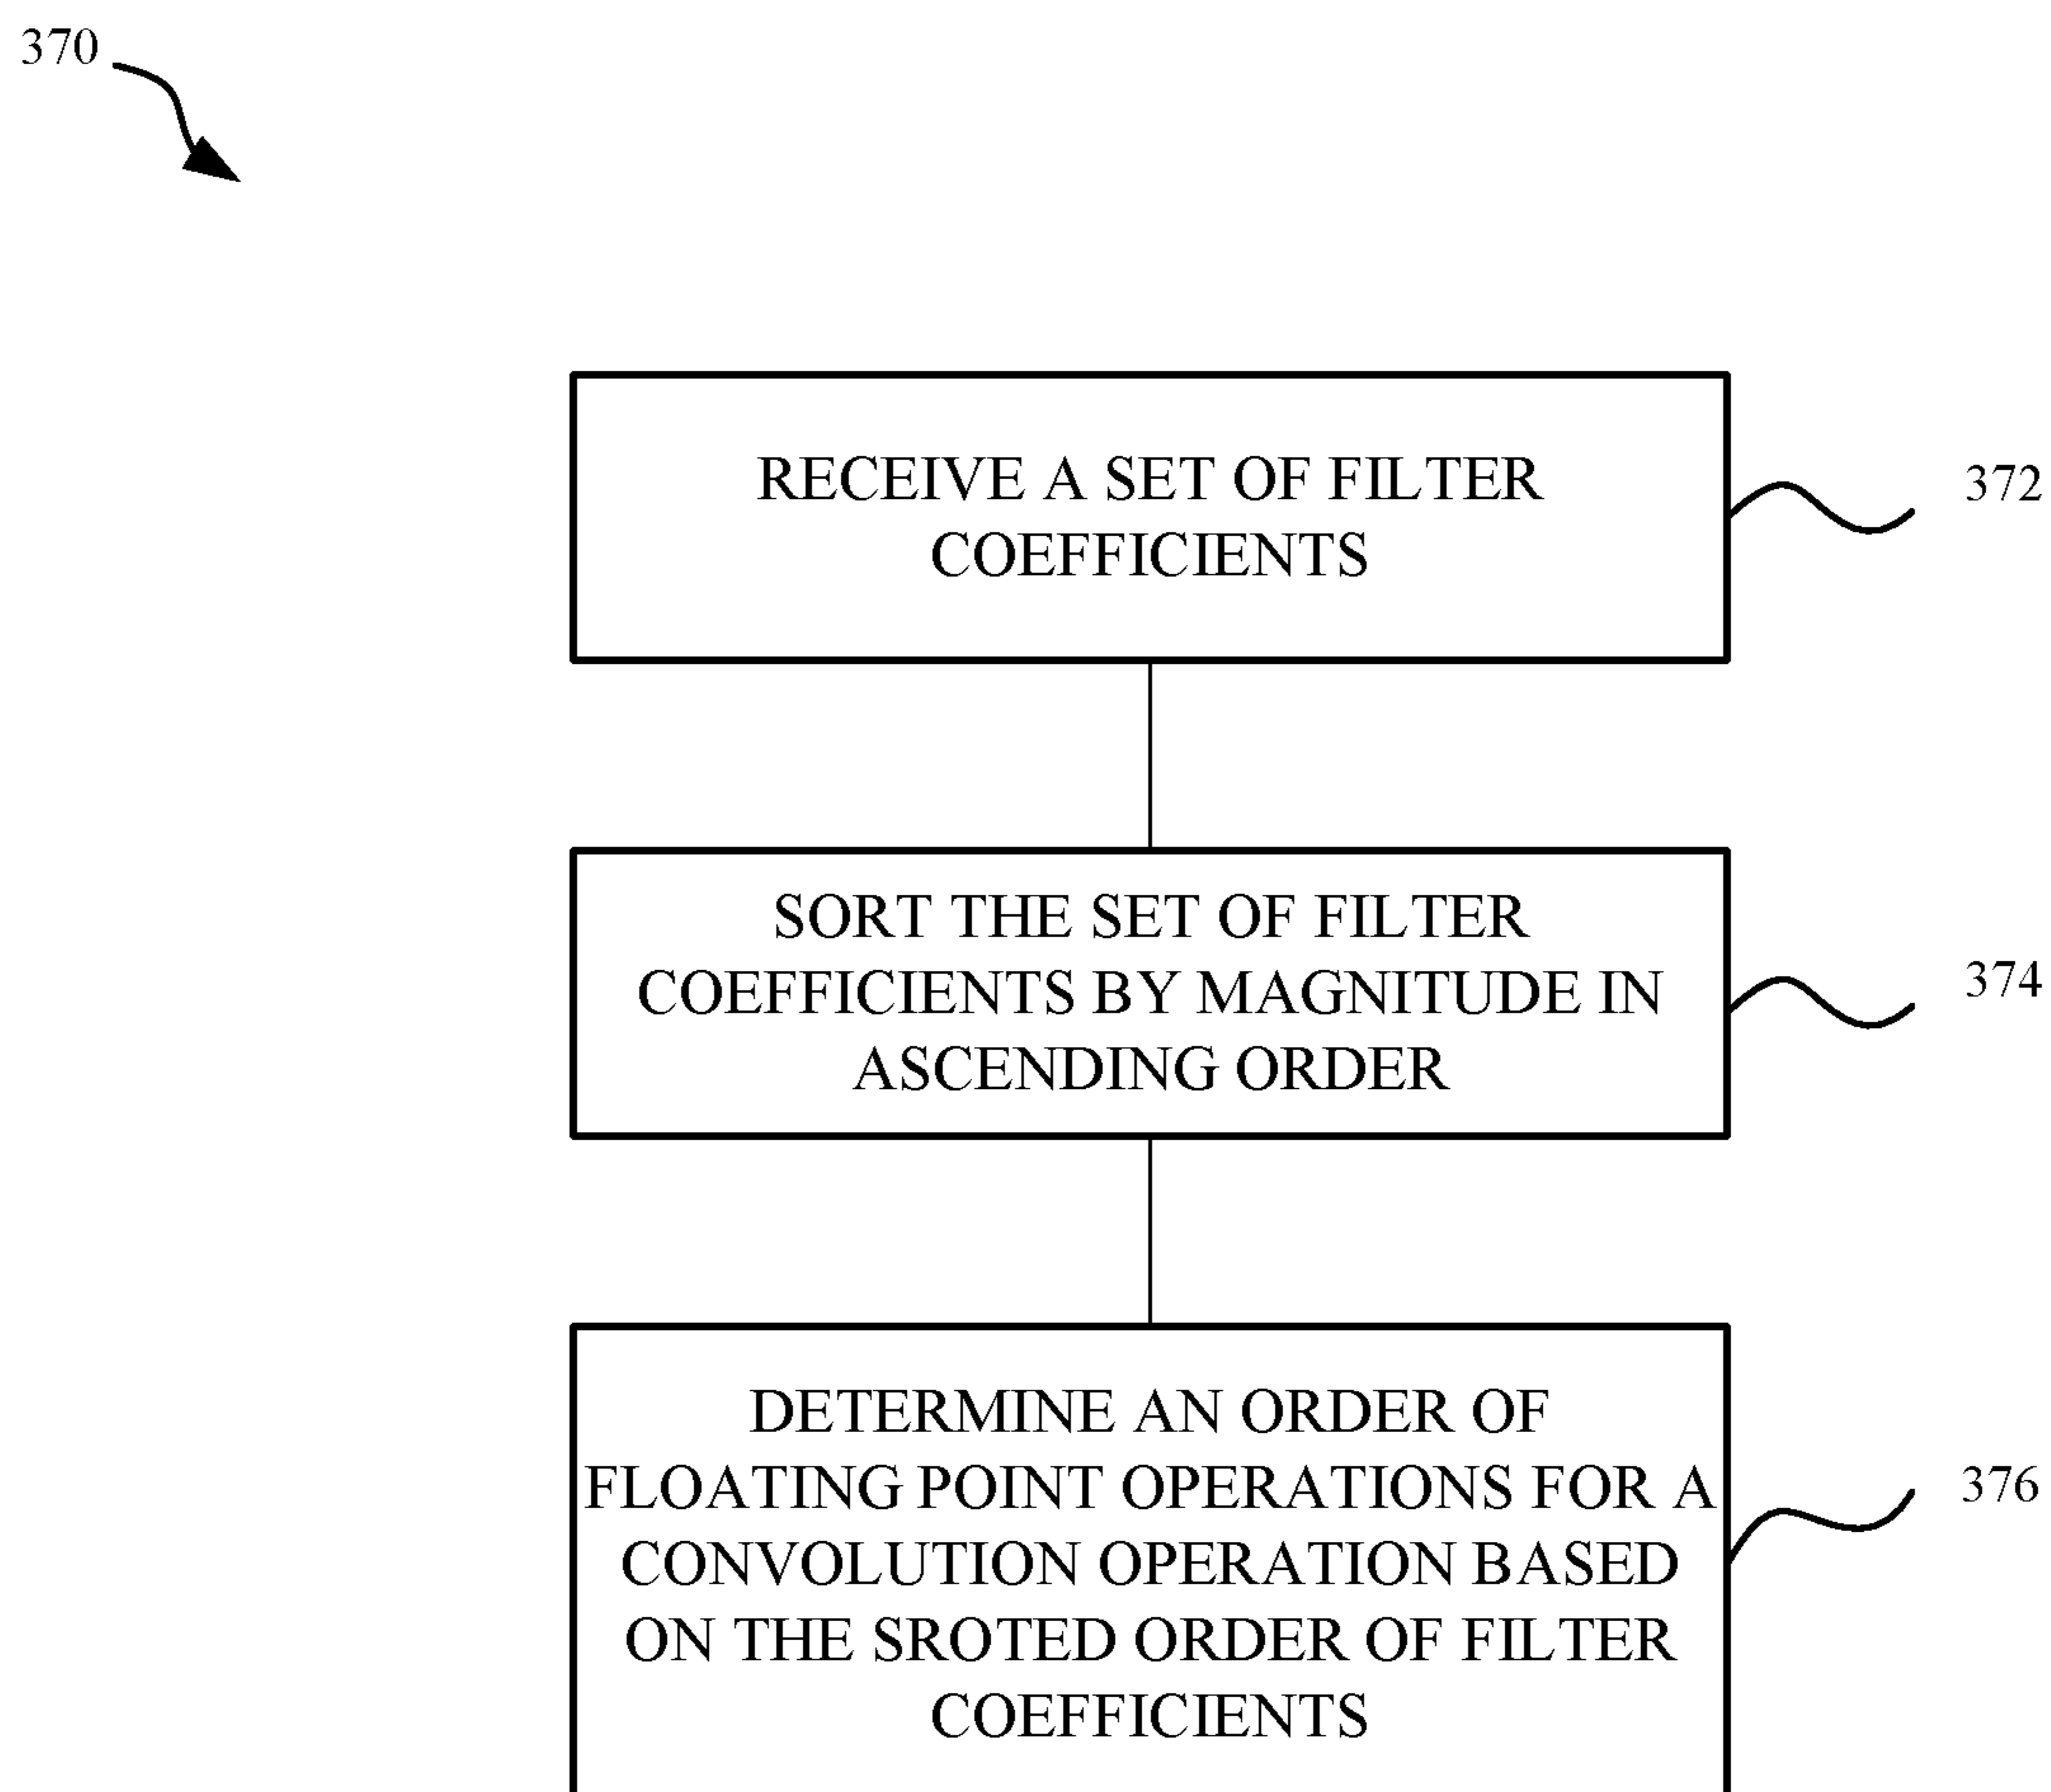 370
RECEIVE A SET OF FILTER
COEFFICIENTS
372
SORT THE SET OF FILTER
COEFFICIENTS BY MAGNITUDE IN
ASCENDING ORDER
374
DETERMINE AN ORDER OF
FLOATING POINT OPERATIONS FOR A
CONVOLUTION OPERATION BASED
ON THE SROTED ORDER OF FILTER
COEFFICIENTS
376